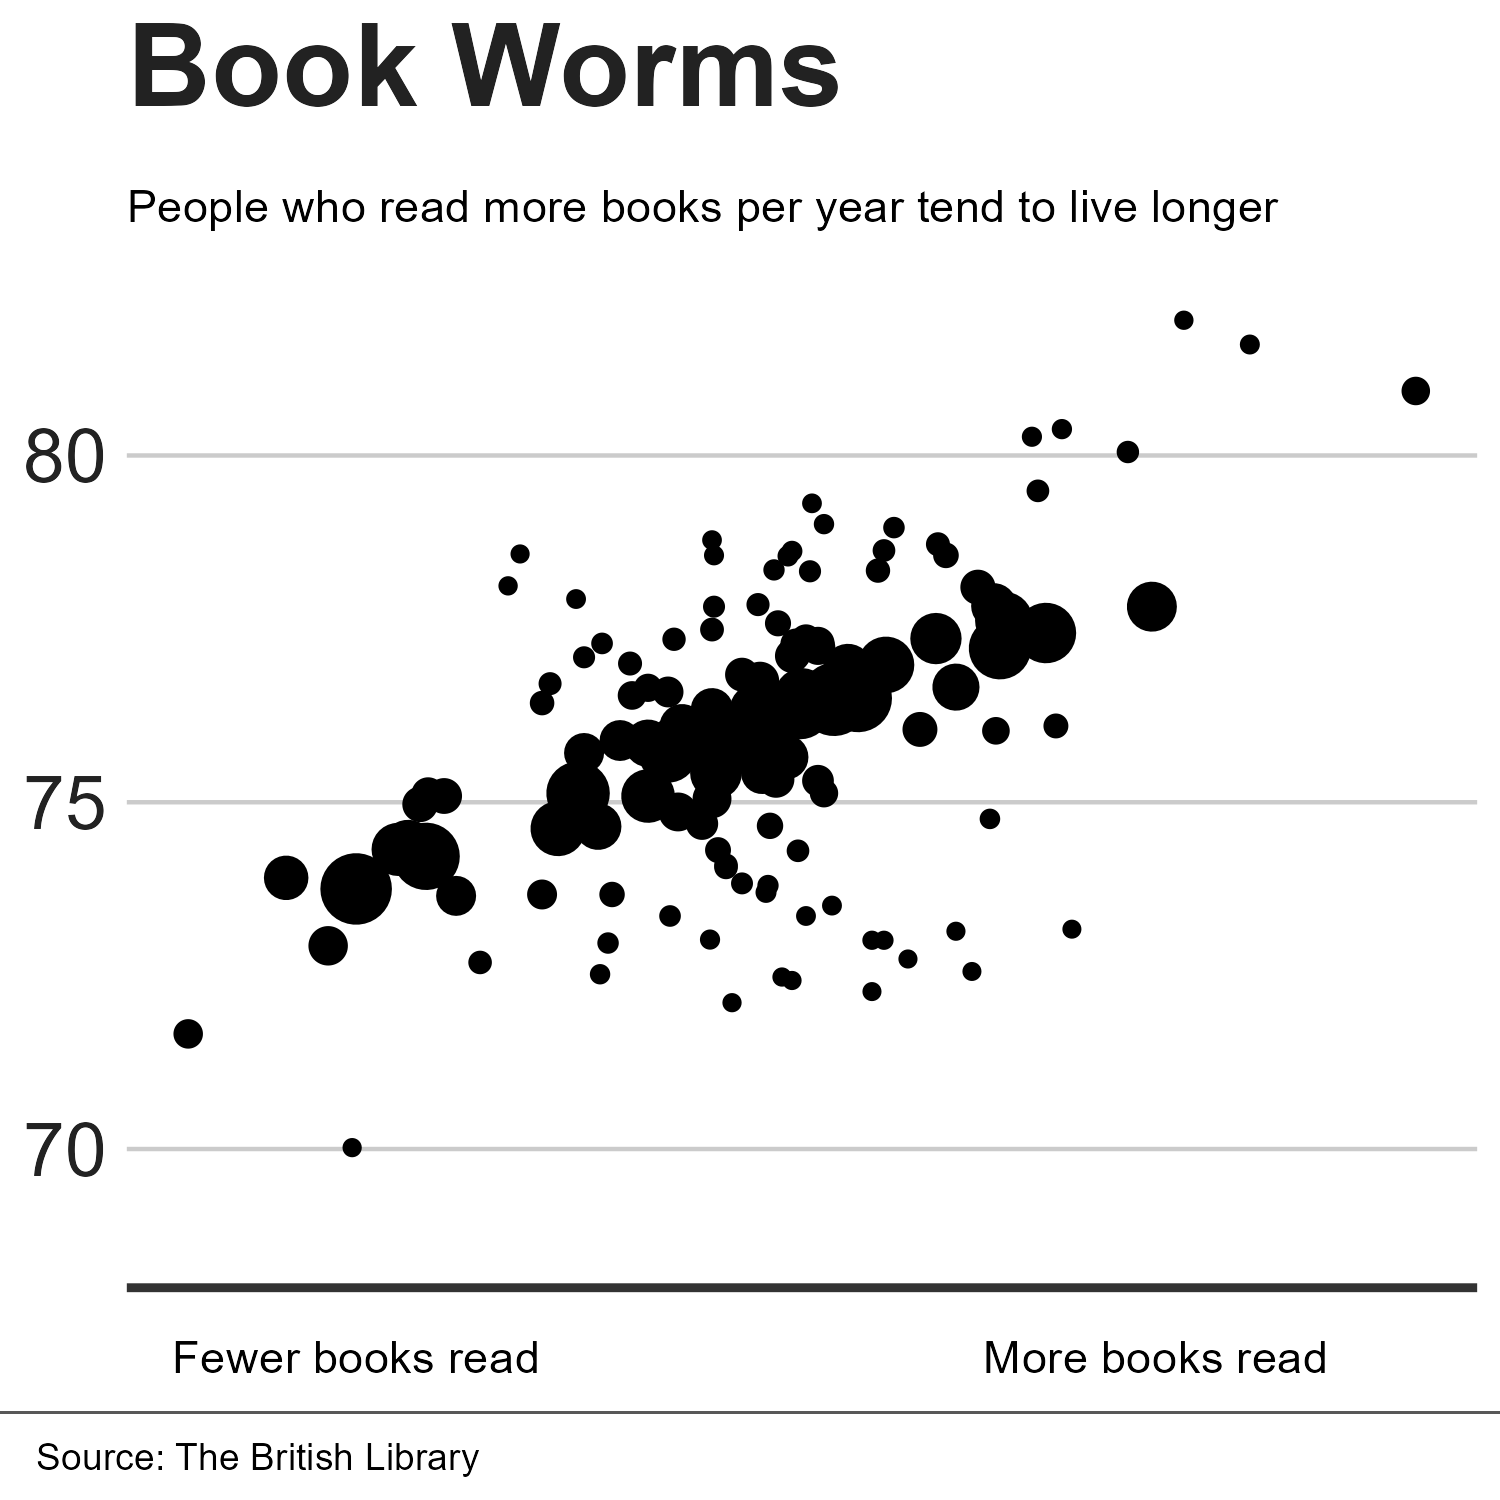 Book Worms
People who read more books per year tend to live longer
80
75
70
Fewer books read
More books read
Source: The British Library